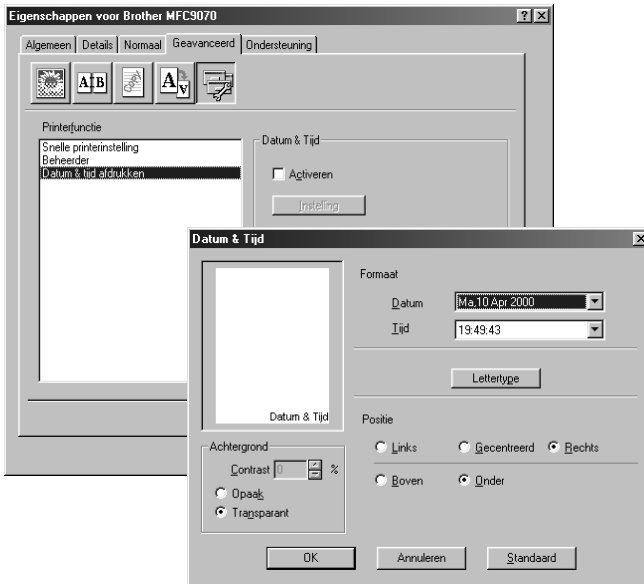 Eigenschappen voor Brother MFC9070
Algemeen Details Normaal Geavanceerd Ondersteuning
Printerfunctie
Snelle printerinstelling
Beheerder
Datum & tijd afdrukken
Datum & Tijd
Activeren
Instelling
Datum & Tijd
Datum & Tijd
Formaat
Datum Ma,10 Apr 2000
Tijd 19:49:43
Lettertype
Achtergrond
Contrast 0 %
Opaak
Transparant
Positie
Links Gecentreerd Rechts
Boven Onder
OK Annuleren Standaard